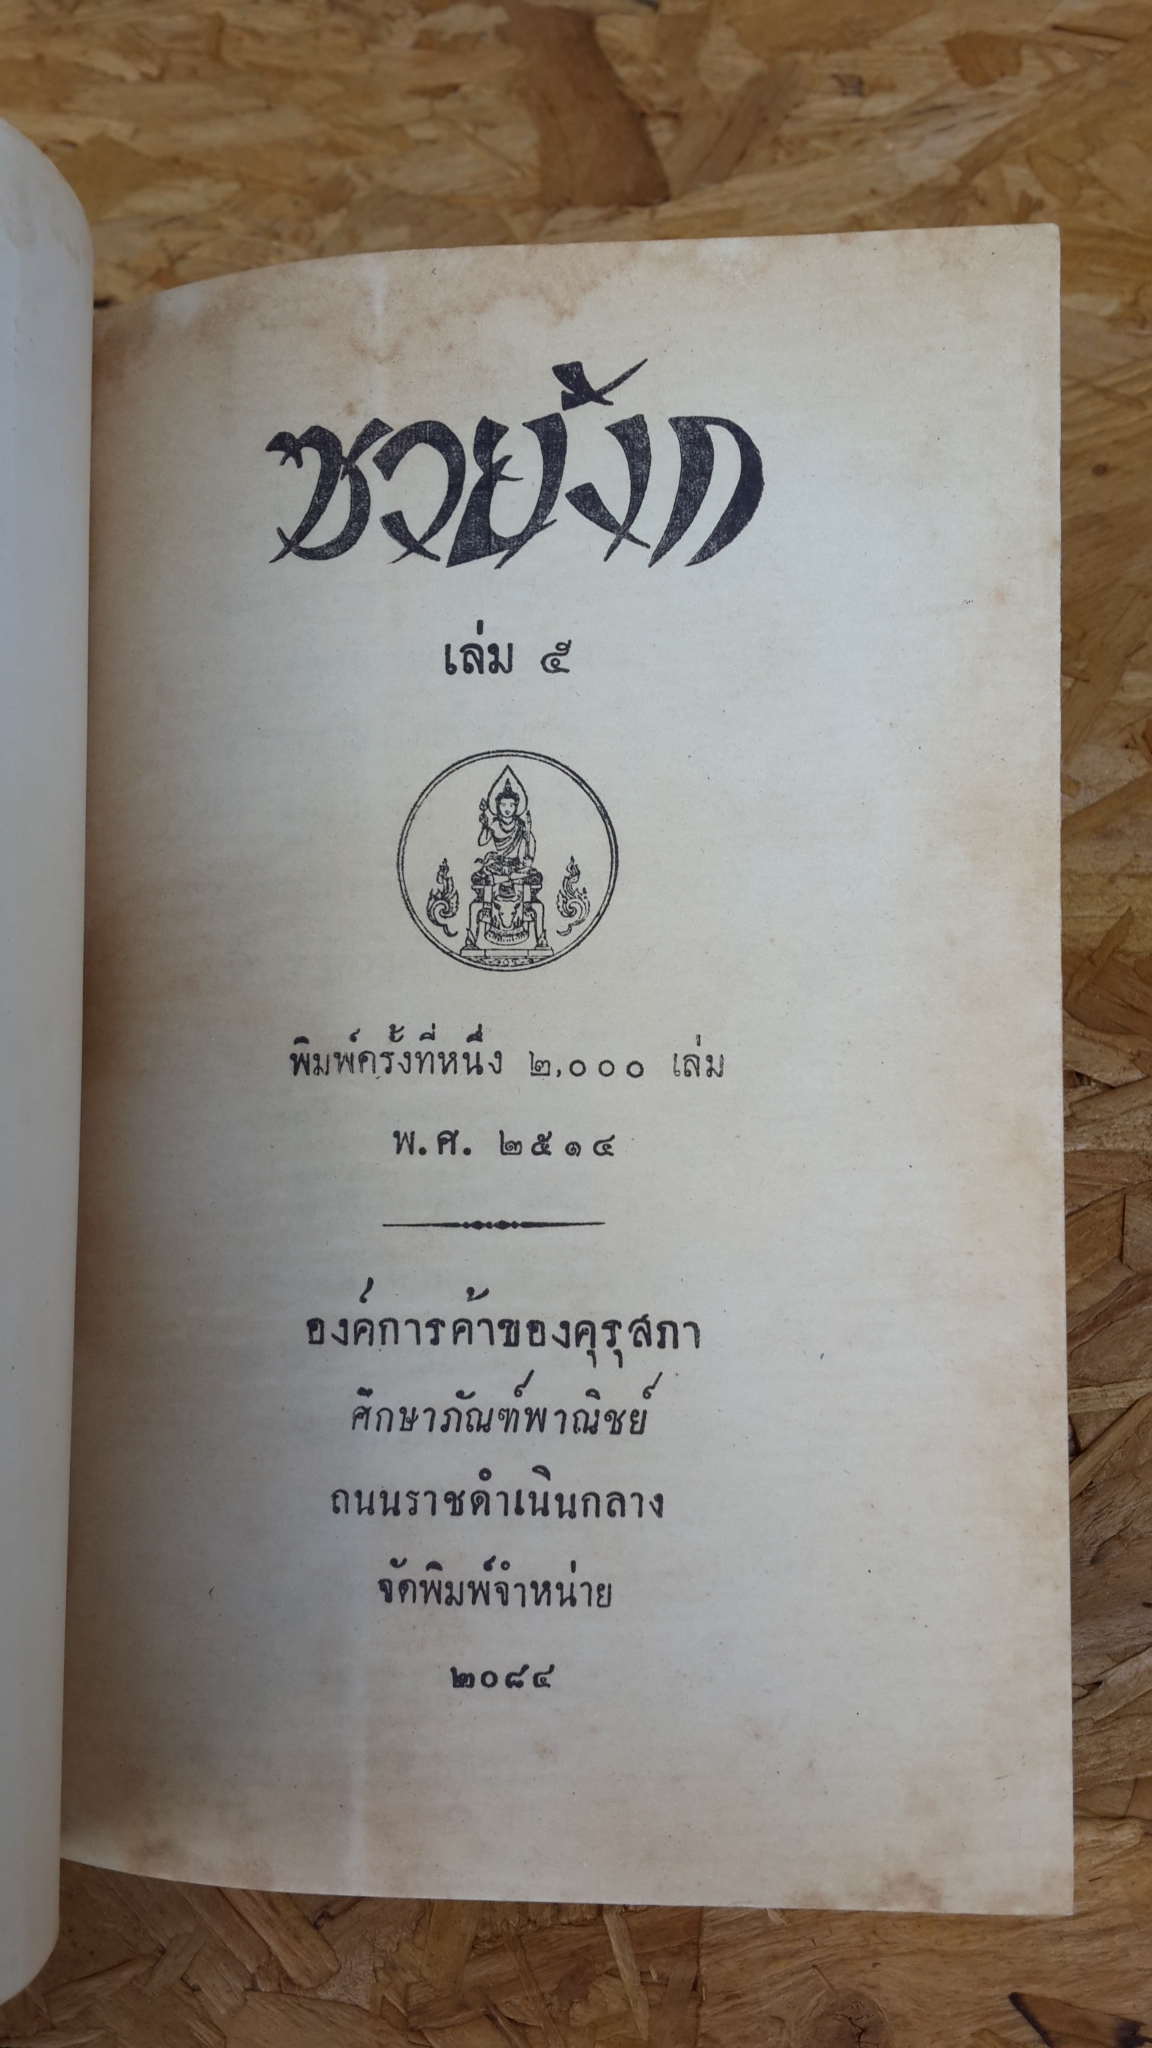 ซวยงัก
เล่ม ๕
พิมพ์ครั้งที่หนึ่ง ๒,๐๐๐ เล่ม
พ.ศ. ๒๕๑๔
องค์การค้าของคุรุสภา
ศึกษาภัณฑ์พาณิชย์
ถนนราชดำเนินกลาง
จัดพิมพ์จำหน่าย
๒๐๘๔